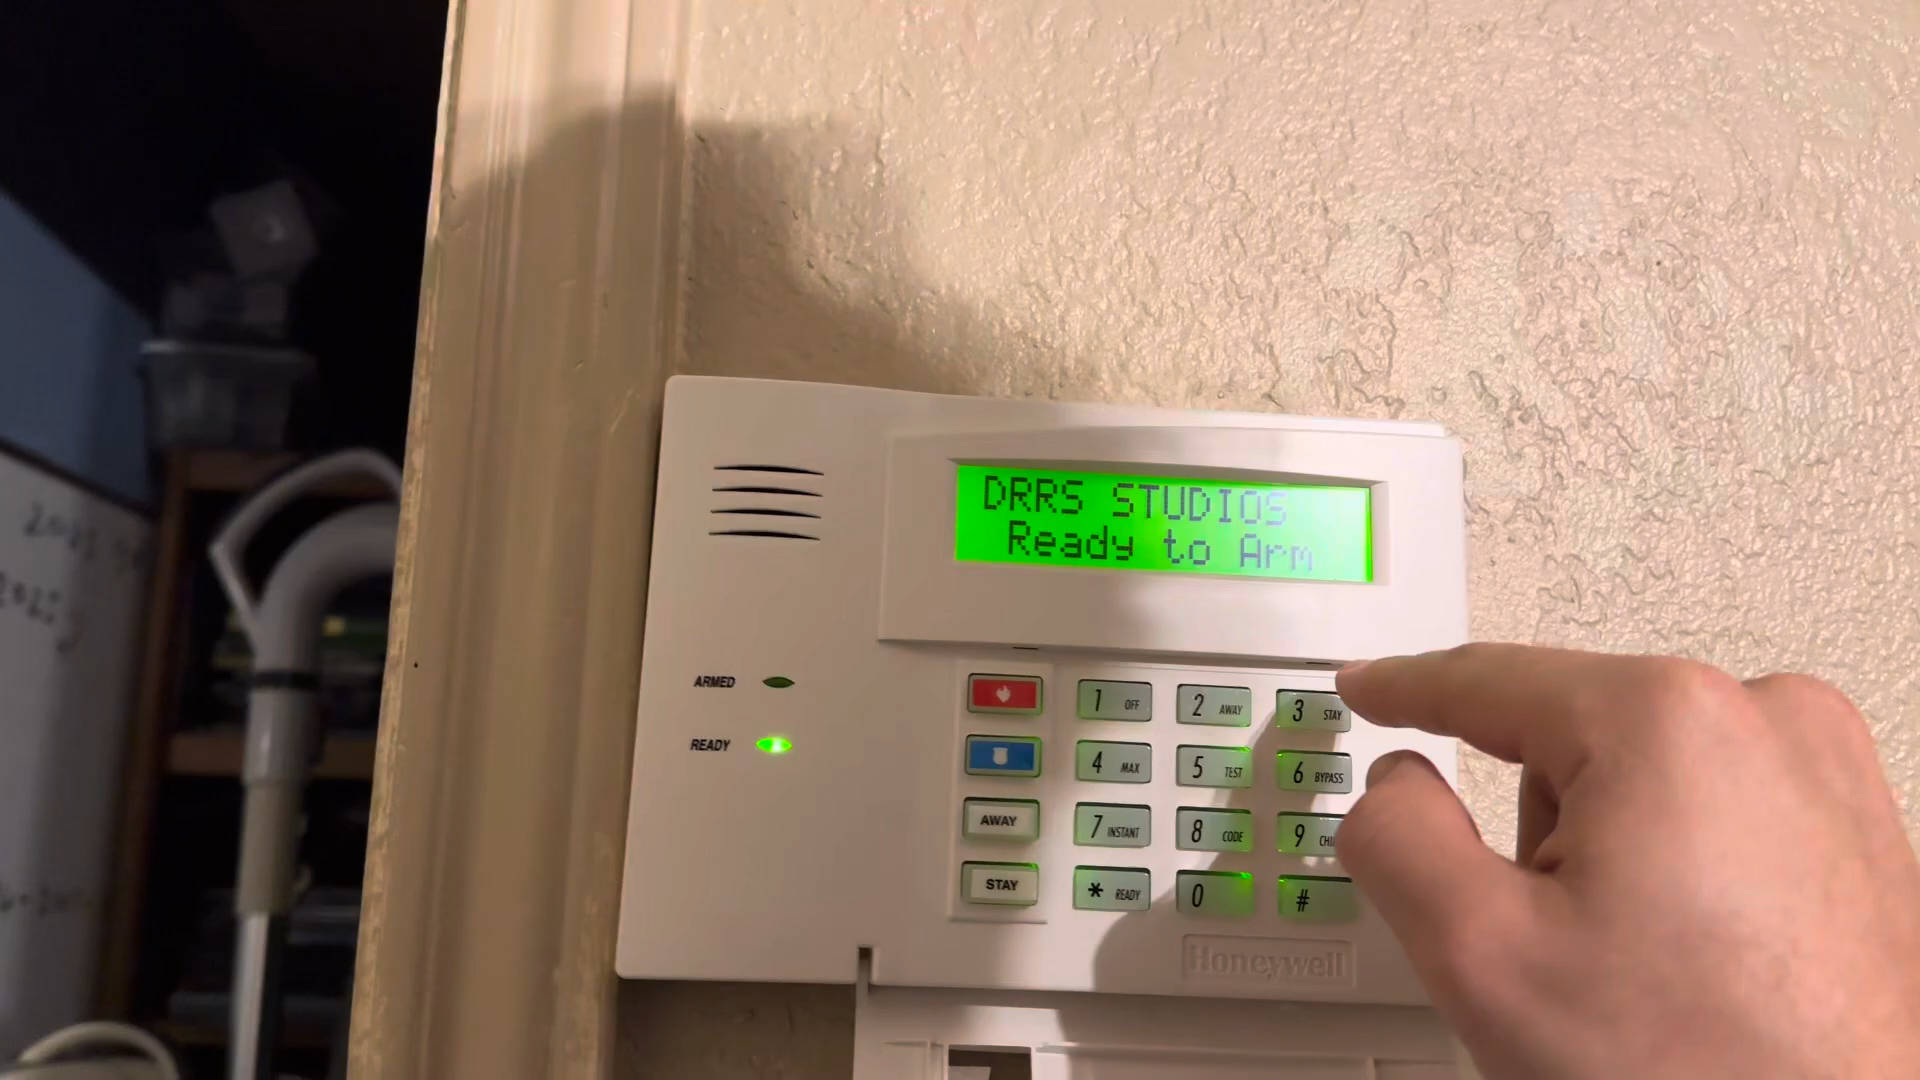 DRRS STUDIOS
Ready to Arm
ARMED
READY
1 OFF
2 AWAY
3 STAY
4 MAX
5 TEST
6 BYPASS
AWAY
7 INSTANT
8 CODE
9
STAY
* READY
0
#
Honeywell